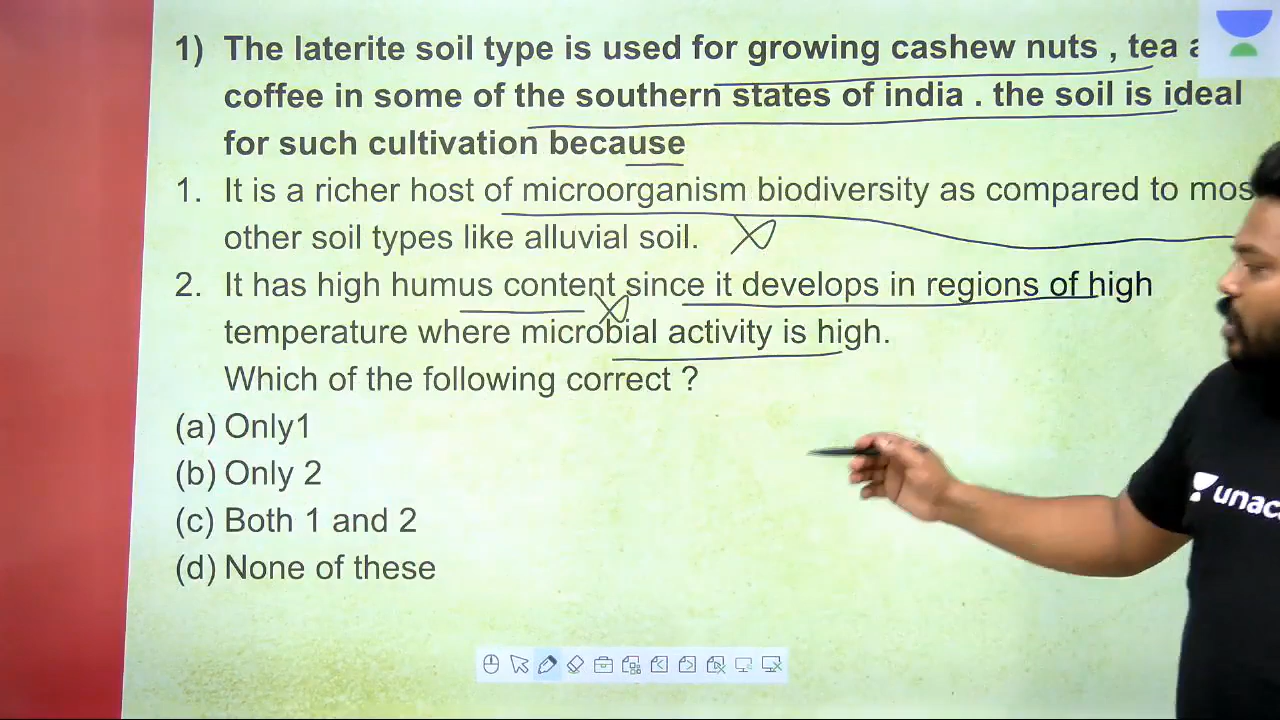 1) The laterite soil type is used for growing cashew nuts , tea
coffee in some of the southern states of india . the soil is ideal
for such cultivation because
1. It is a richer host of microorganism biodiversity as compared to
other soil types like alluvial soil.
2. It has high humus content since it develops in regions of high
temperature where microbial activity is high.
Which of the following correct ?
(a) Only1
(b) Only 2
(c) Both 1 and 2
(d) None of these